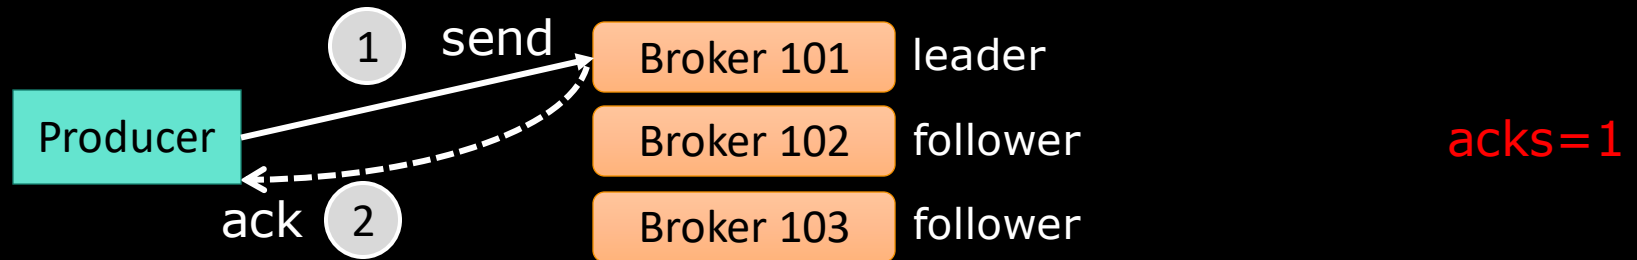 1 send
Broker 101 leader
Producer
Broker 102 follower
acks=1
ack 2
Broker 103 follower